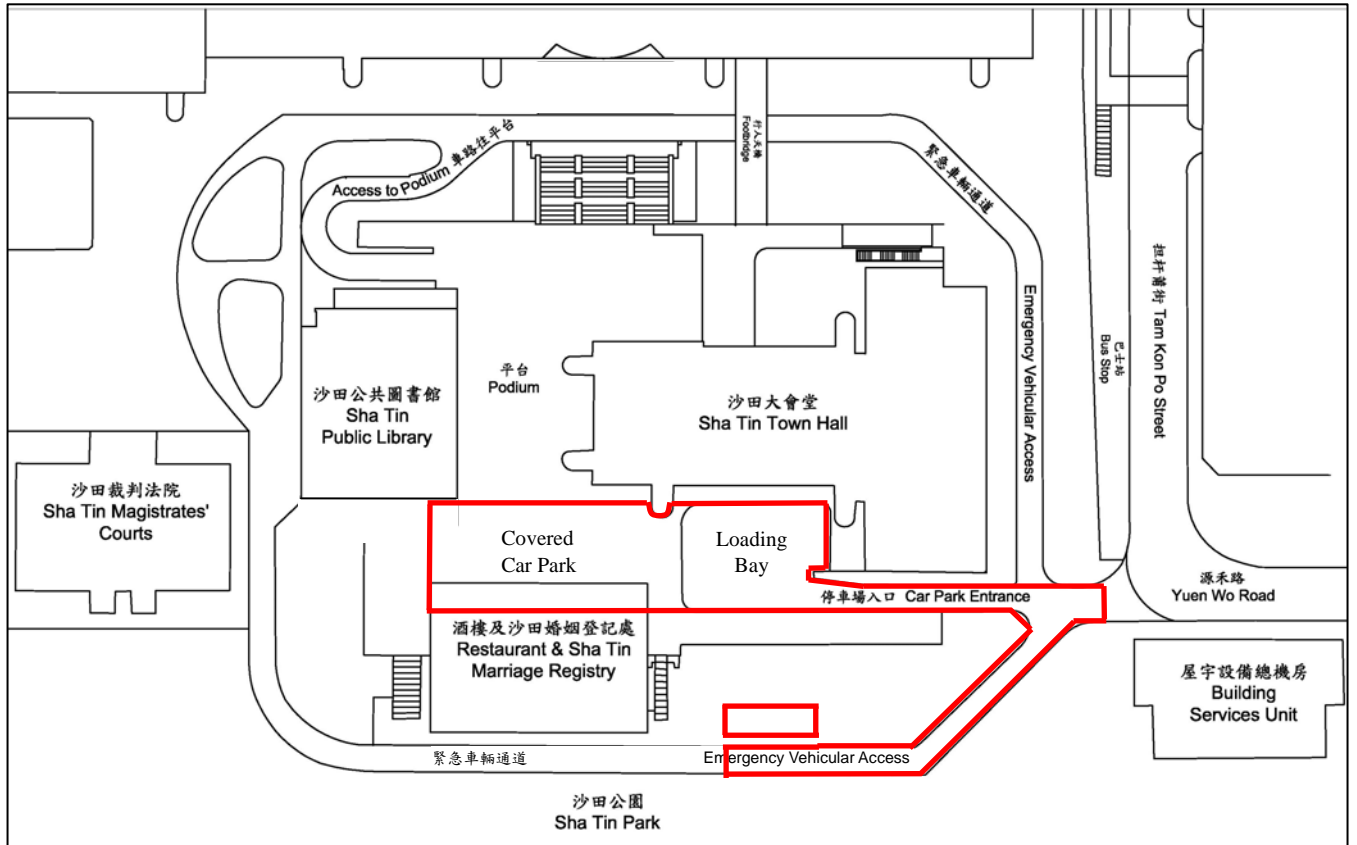 行人天橋
Footbridge
Access to Podium 車路往平台
緊急車輛通道
Emergency Vehicular Access
巴士站
Bus Stop
担杆莆街 Tam Kon Po Street
平台
Podium
沙田公共圖書館
Sha Tin
Public Library
沙田大會堂
Sha Tin Town Hall
沙田裁判法院
Sha Tin Magistrates'
Courts
Covered
Car Park
Loading
Bay
停車場入口 Car Park Entrance
源禾路
Yuen Wo Road
酒樓及沙田婚姻登記處
Restaurant & Sha Tin
Marriage Registry
屋宇設備總機房
Building
Services Unit
緊急車輛通道
Emergency Vehicular Access
沙田公園
Sha Tin Park